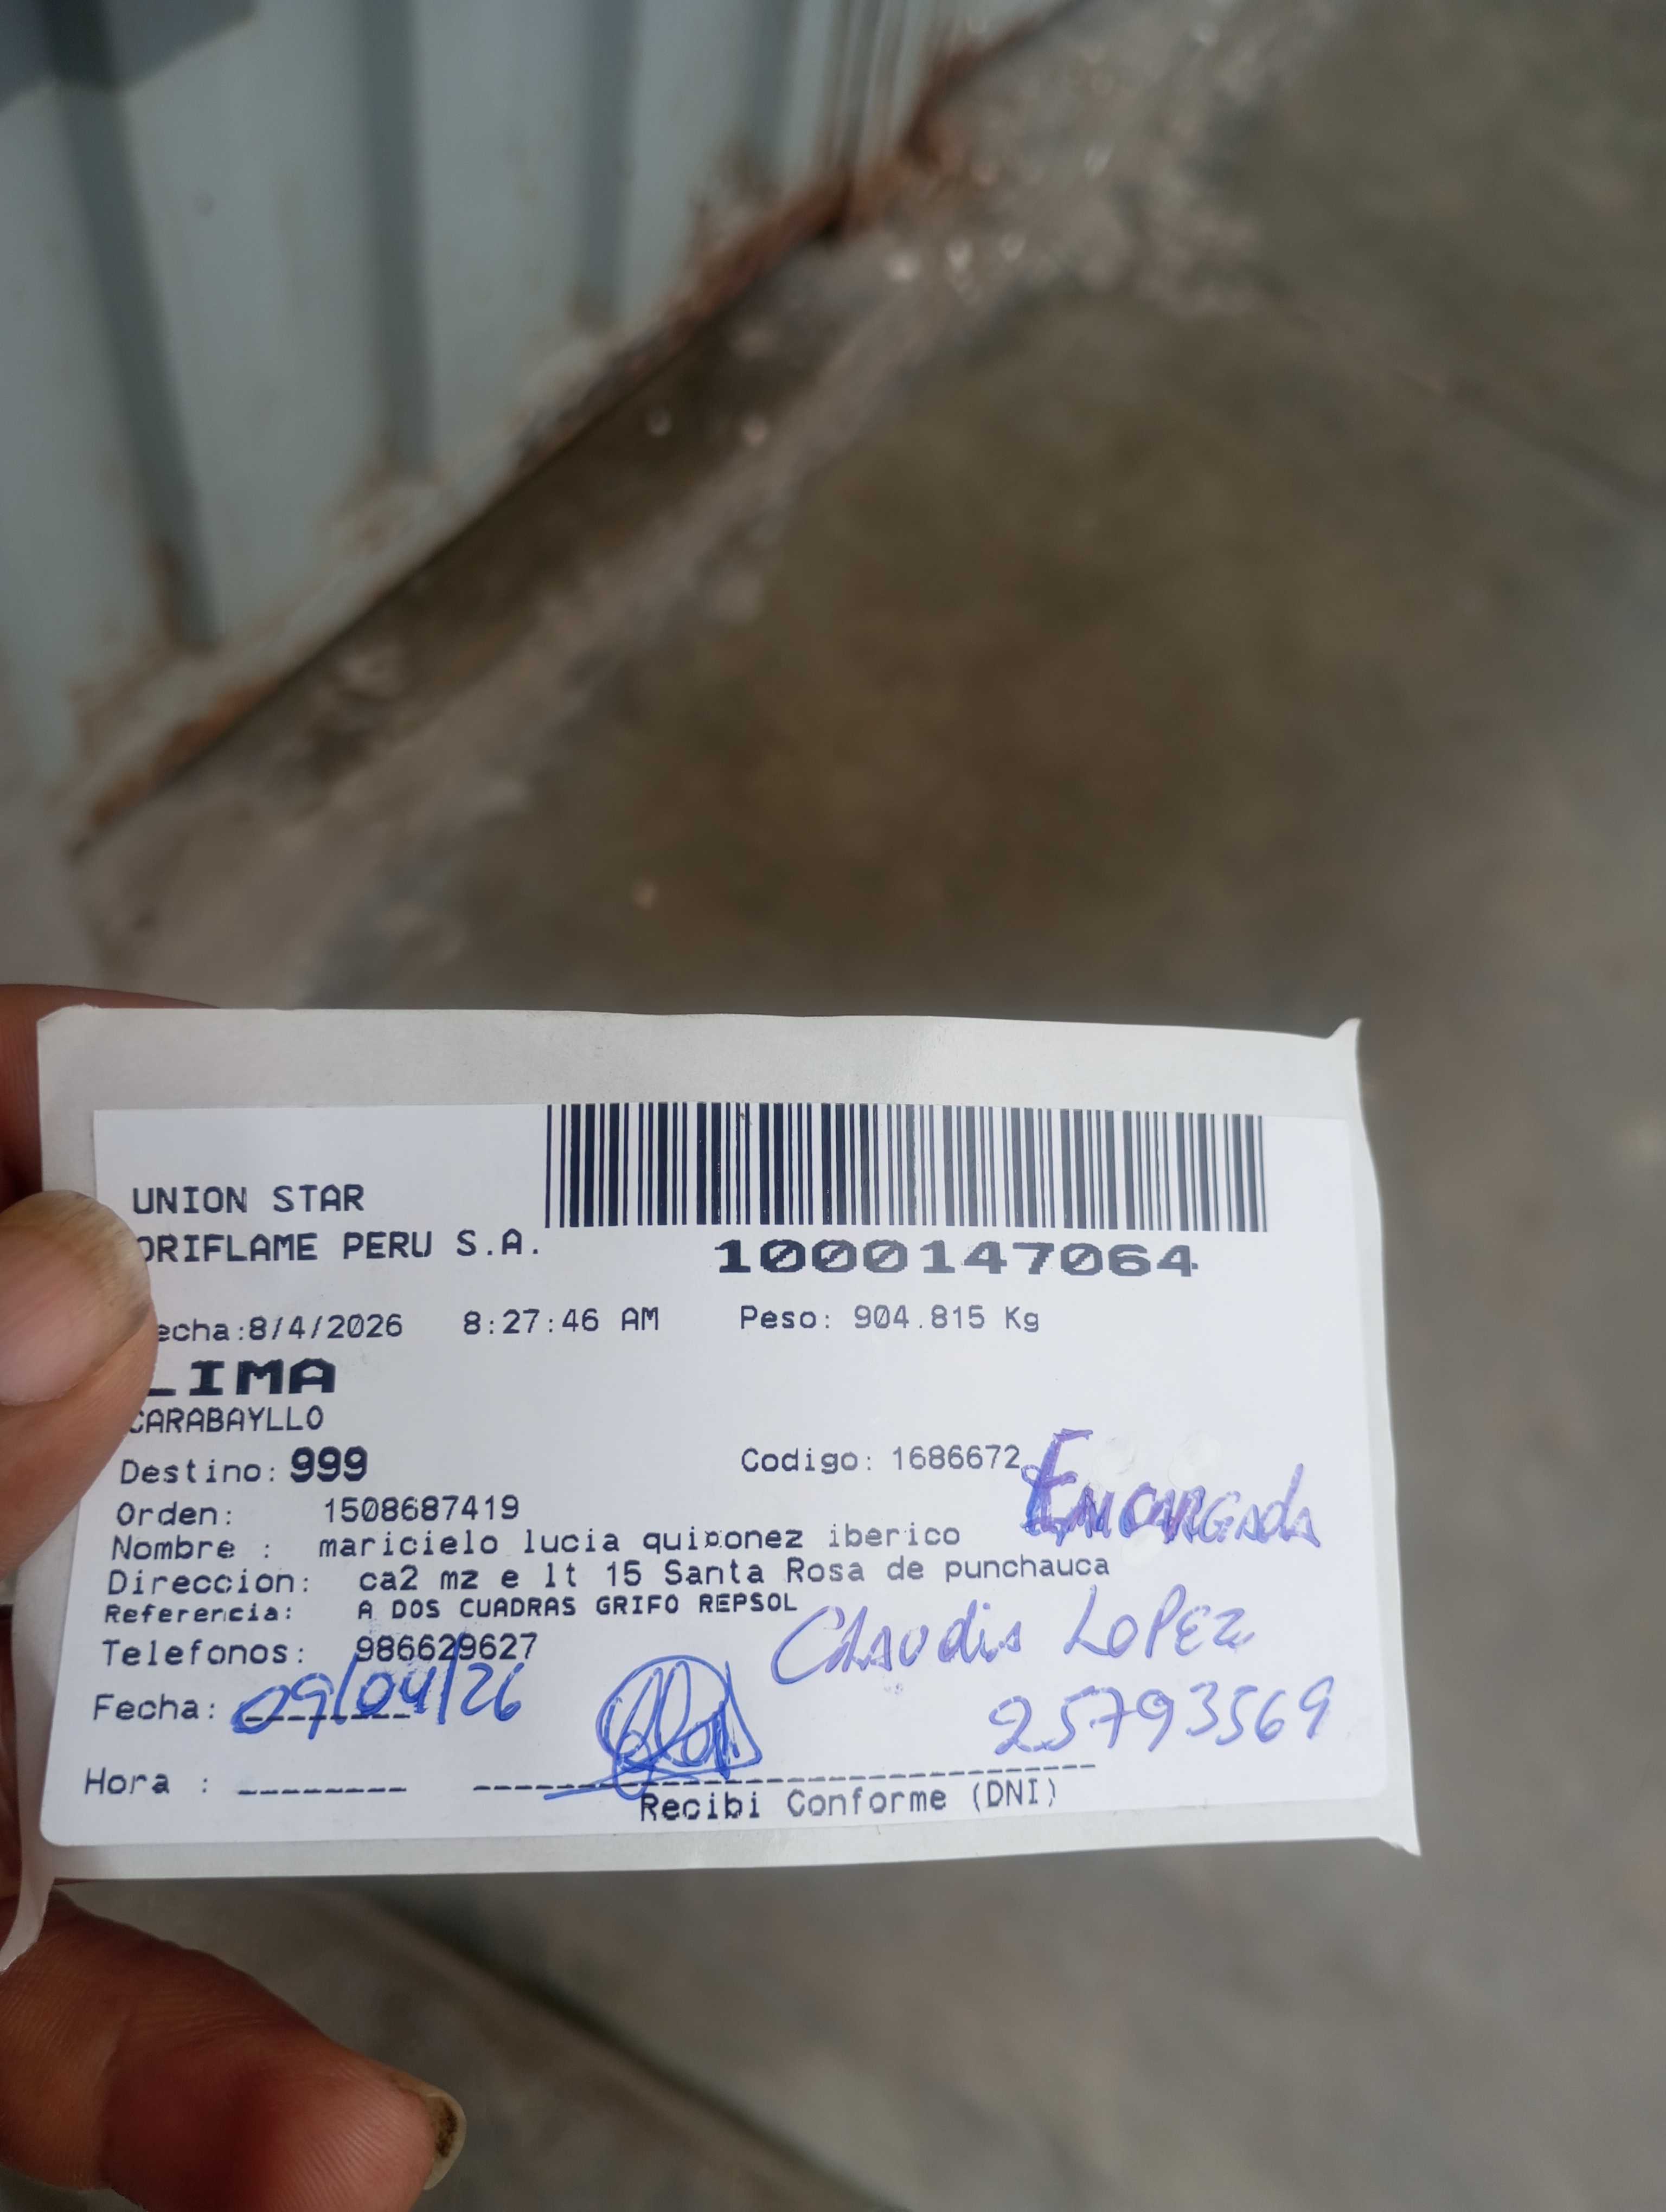 UNION STAR
ORIFLAME PERU S.A.
1000147064
echa:8/4/2026 8:27:46 AM Peso: 904.815 Kg
LIMA
CARABAYLLO
Destino: 999 Codigo: 1686672
Encargada
Orden: 1508687419
Nombre : maricielo lucia quiponez iberico
Direccion: ca2 mz e lt 15 Santa Rosa de punchauca
Referencia: A DOS CUADRAS GRIFO REPSOL
Claudia LOPEZ
Telefonos: 986629627
Fecha: 09/04/26 25793569
Hora :
Recibi Conforme (DNI)